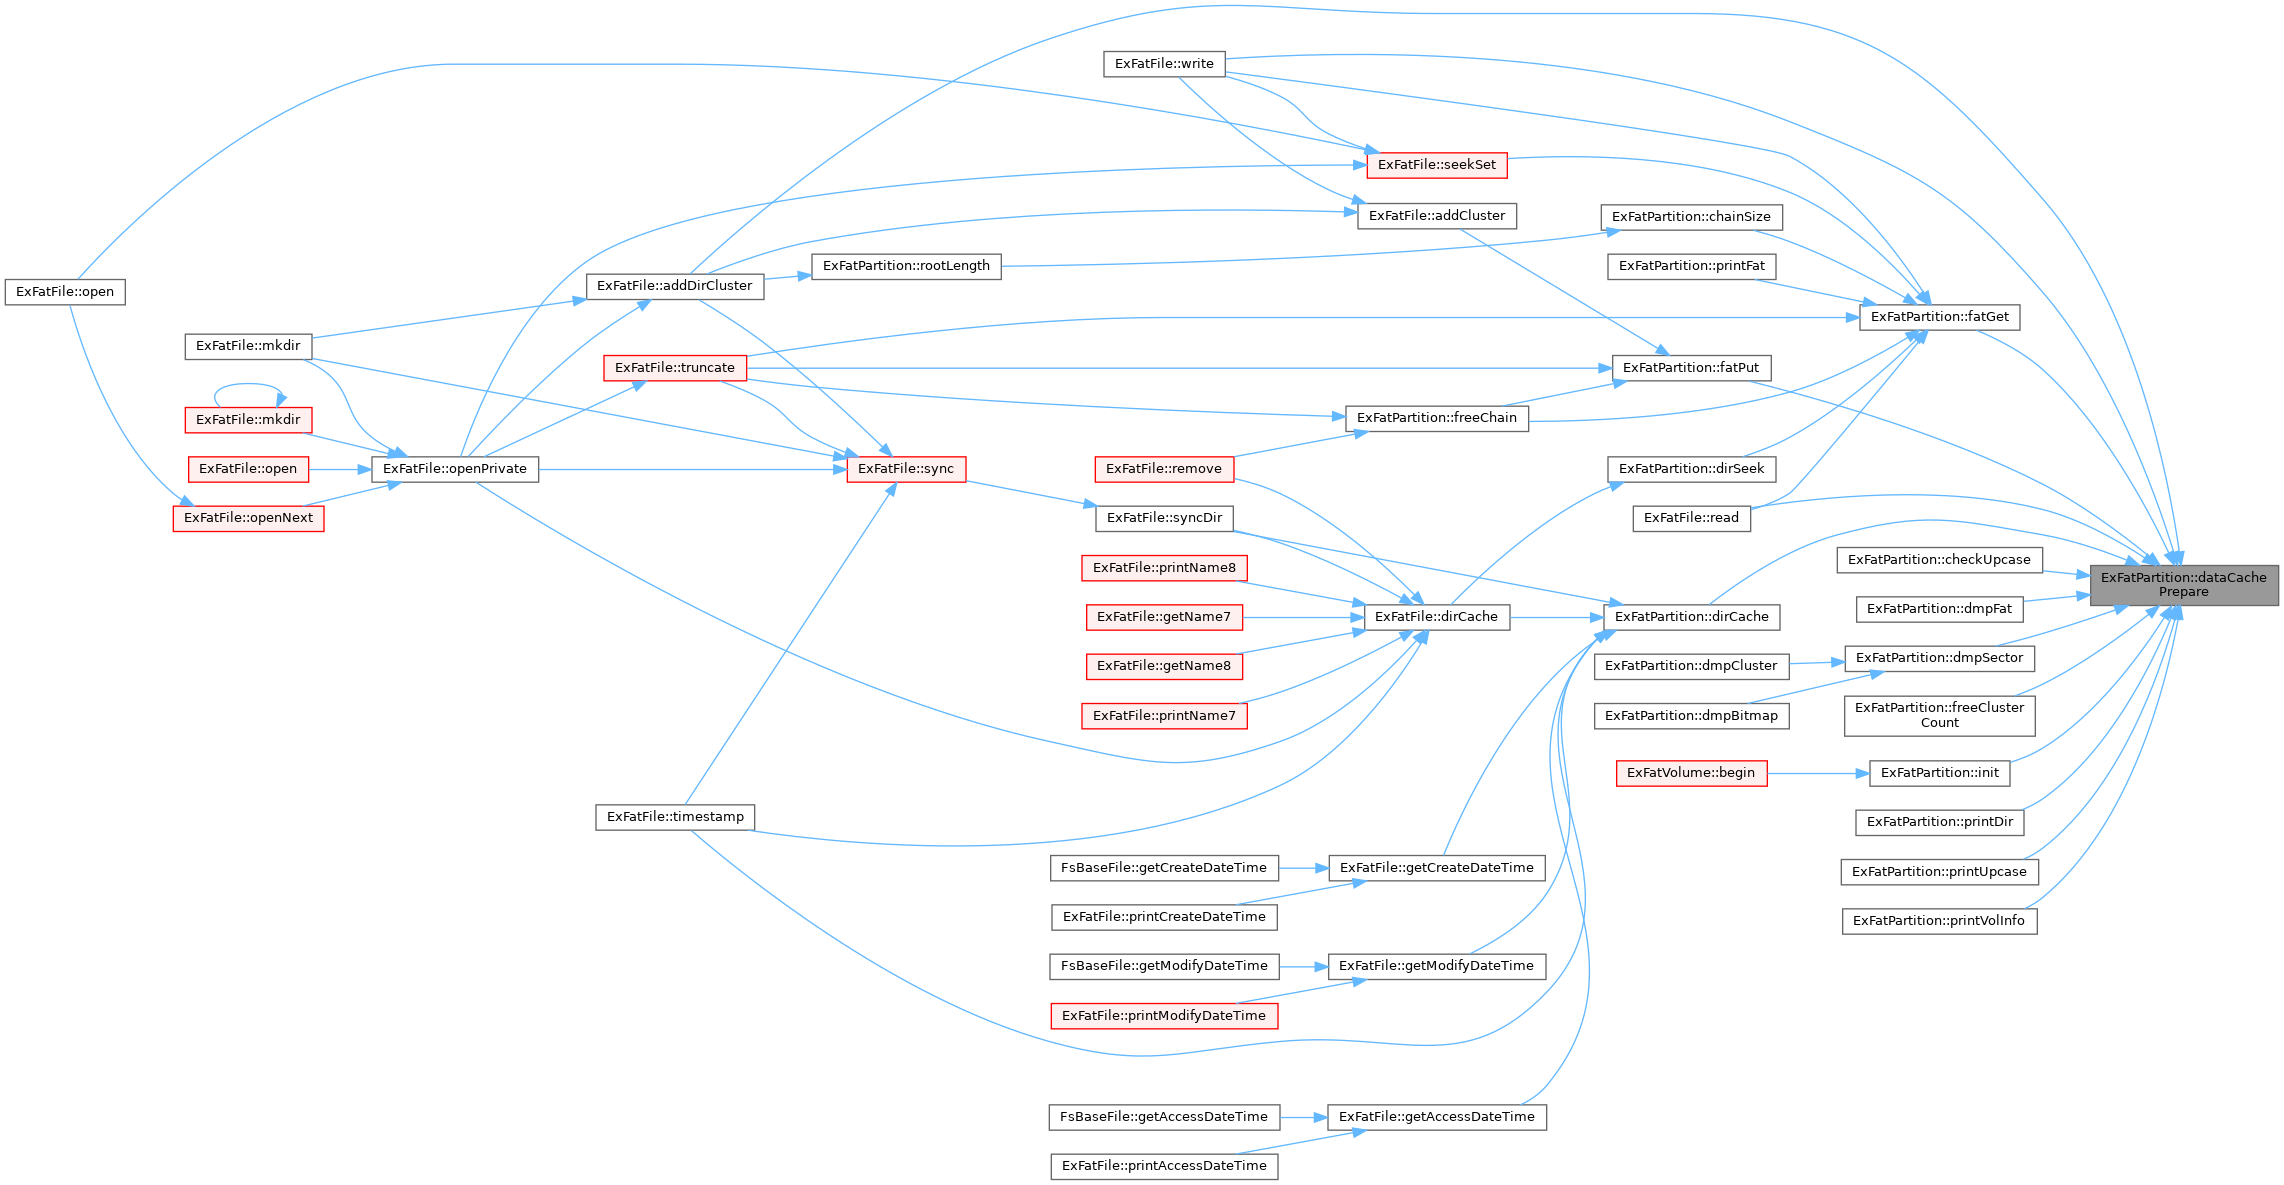 ExFatFile::write
ExFatFile::seekSet
ExFatFile::addCluster
ExFatPartition::chainSize
ExFatPartition::rootLength
ExFatPartition::printFat
ExFatFile::open
ExFatFile::addDirCluster
ExFatPartition::fatGet
ExFatFile::mkdir
ExFatFile::truncate
ExFatPartition::fatPut
ExFatFile::mkdir
ExFatPartition::freeChain
ExFatFile::open
ExFatFile::openPrivate
ExFatFile::sync
ExFatFile::remove
ExFatPartition::dirSeek
ExFatFile::openNext
ExFatFile::syncDir
ExFatFile::read
ExFatPartition::checkUpcase
ExFatFile::printName8
ExFatPartition::dataCache
Prepare
ExFatPartition::dmpFat
ExFatFile::getName7
ExFatFile::dirCache
ExFatPartition::dirCache
ExFatFile::getName8
ExFatPartition::dmpCluster
ExFatPartition::dmpSector
ExFatFile::printName7
ExFatPartition::dmpBitmap
ExFatPartition::freeCluster
Count
ExFatVolume::begin
ExFatPartition::init
ExFatFile::timestamp
ExFatPartition::printDir
FsBaseFile::getCreateDateTime
ExFatFile::getCreateDateTime
ExFatPartition::printUpcase
ExFatFile::printCreateDateTime
ExFatPartition::printVolInfo
FsBaseFile::getModifyDateTime
ExFatFile::getModifyDateTime
ExFatFile::printModifyDateTime
FsBaseFile::getAccessDateTime
ExFatFile::getAccessDateTime
ExFatFile::printAccessDateTime